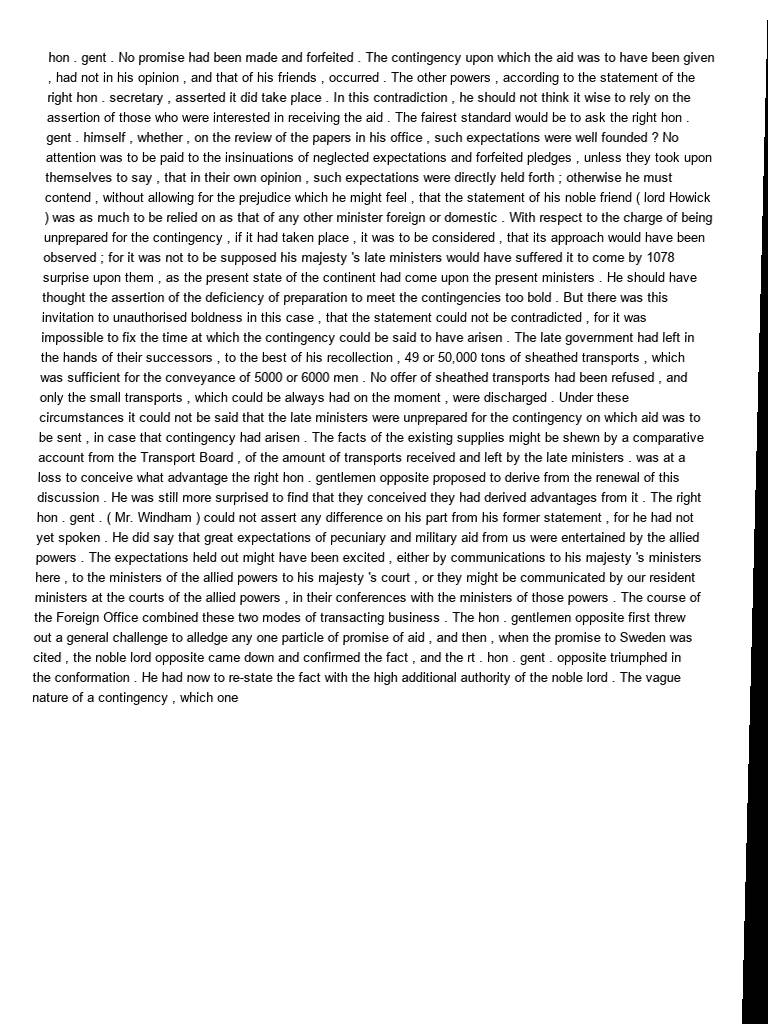 hon . gent . No promise had been made and forfeited . The contingency upon which the aid was to have been given
, had not in his opinion , and that of his friends , occurred . The other powers , according to the statement of the
right hon . secretary , asserted it did take place . In this contradiction , he should not think it wise to rely on the
assertion of those who were interested in receiving the aid . The fairest standard would be to ask the right hon .
gent . himself , whether , on the review of the papers in his office , such expectations were well founded ? No
attention was to be paid to the insinuations of neglected expectations and forfeited pledges , unless they took upon
themselves to say , that in their own opinion , such expectations were directly held forth ; otherwise he must
contend , without allowing for the prejudice which he might feel , that the statement of his noble friend ( lord Howick
) was as much to be relied on as that of any other minister foreign or domestic . With respect to the charge of being
unprepared for the contingency , if it had taken place , it was to be considered , that its approach would have been
observed ; for it was not to be supposed his majesty 's late ministers would have suffered it to come by 1078
surprise upon them , as the present state of the continent had come upon the present ministers . He should have
thought the assertion of the deficiency of preparation to meet the contingencies too bold . But there was this
invitation to unauthorised boldness in this case , that the statement could not be contradicted , for it was
impossible to fix the time at which the contingency could be said to have arisen . The late government had left in
the hands of their successors , to the best of his recollection , 49 or 50,000 tons of sheathed transports , which
was sufficient for the conveyance of 5000 or 6000 men . No offer of sheathed transports had been refused , and
only the small transports , which could be always had on the moment , were discharged . Under these
circumstances it could not be said that the late ministers were unprepared for the contingency on which aid was to
be sent , in case that contingency had arisen . The facts of the existing supplies might be shewn by a comparative
account from the Transport Board , of the amount of transports received and left by the late ministers . was at a
loss to conceive what advantage the right hon . gentlemen opposite proposed to derive from the renewal of this
discussion . He was still more surprised to find that they conceived they had derived advantages from it . The right
hon . gent . ( Mr. Windham ) could not assert any difference on his part from his former statement , for he had not
yet spoken . He did say that great expectations of pecuniary and military aid from us were entertained by the allied
powers . The expectations held out might have been excited , either by communications to his majesty 's ministers
here , to the ministers of the allied powers to his majesty 's court , or they might be communicated by our resident
ministers at the courts of the allied powers , in their conferences with the ministers of those powers . The course of
the Foreign Office combined these two modes of transacting business . The hon . gentlemen opposite first threw
out a general challenge to alledge any one particle of promise of aid , and then , when the promise to Sweden was
cited , the noble lord opposite came down and confirmed the fact , and the rt . hon . gent . opposite triumphed in
the conformation . He had now to re-state the fact with the high additional authority of the noble lord . The vague
nature of a contingency , which one